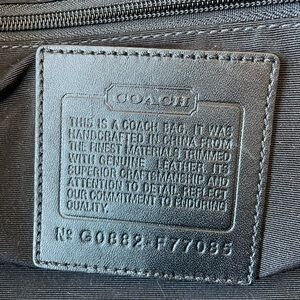 COACH
THIS IS A COACH BAG. IT WAS
HANDCRAFTED IN CHINA FROM
THE FINEST MATERIALS TRIMMED
WITH GENUINE LEATHER. ITS
SUPERIOR CRAFTSMANSHIP AND
ATTENTION TO DETAIL REFLECT
OUR COMMITMENT TO ENDURING
QUALITY.
Nº G0882-F77085